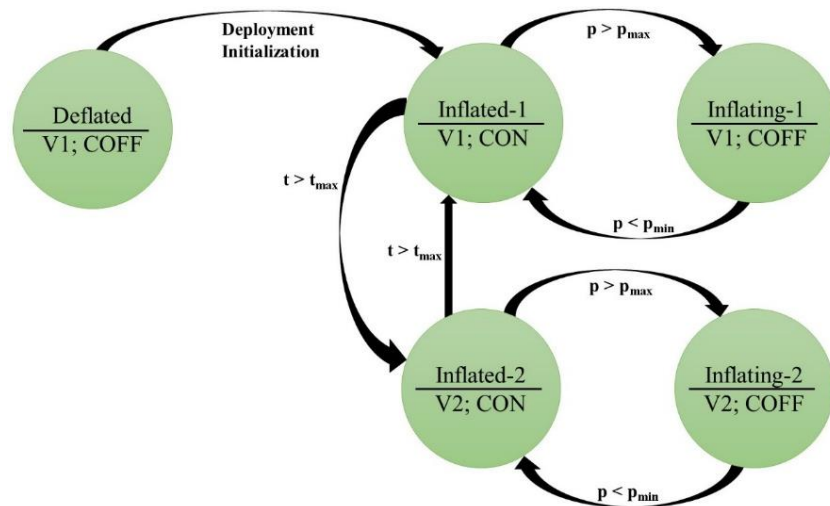 Deployment
Initialization
Deflated
V1; COFF
Inflated-1
V1; CON
p > pmax
Inflating-1
V1; COFF
t > tmax
p < pmin
t > tmax
p > pmax
Inflated-2
V2; CON
Inflating-2
V2; COFF
p < pmin